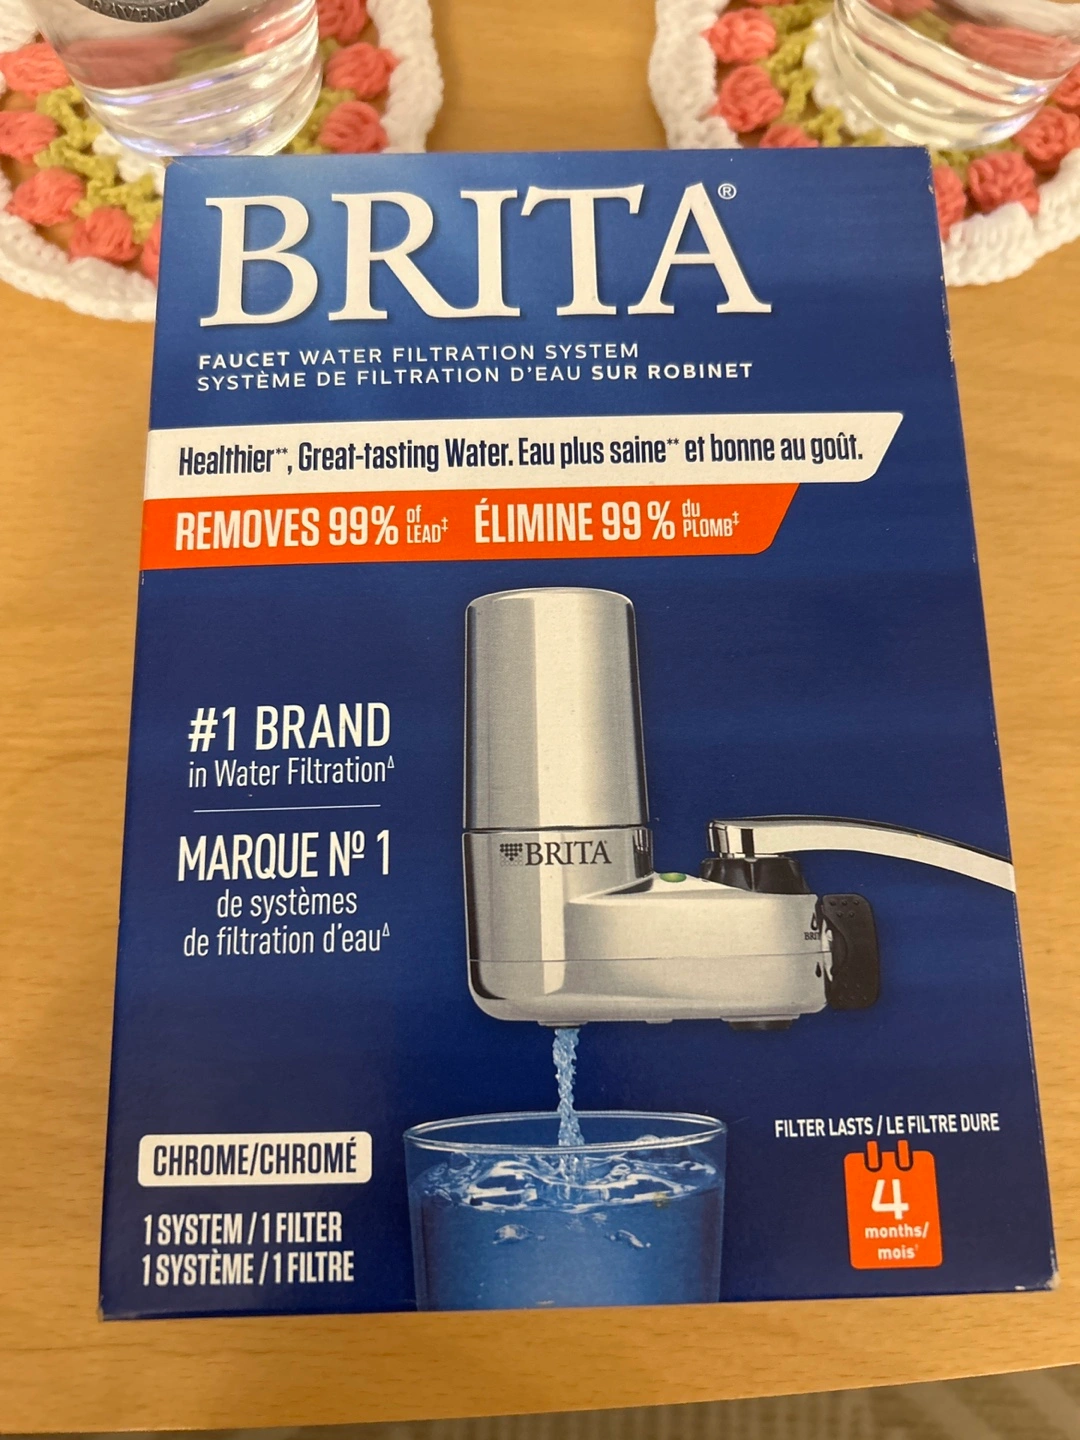 BRITA®
FAUCET WATER FILTRATION SYSTEM
SYSTÈME DE FILTRATION D'EAU SUR ROBINET
Healthier**, Great-tasting Water. Eau plus saine** et bonne au goût.
REMOVES 99% of LEAD‡ ÉLIMINE 99 % du PLOMB‡
#1 BRAND
in Water FiltrationΔ
MARQUE Nº 1
de systèmes
de filtration d'eauΔ
BRITA
BRITA
FILTER LASTS / LE FILTRE DURE
4
months/
mois†
CHROME/CHROMÉ
1 SYSTEM / 1 FILTER
1 SYSTÈME / 1 FILTRE